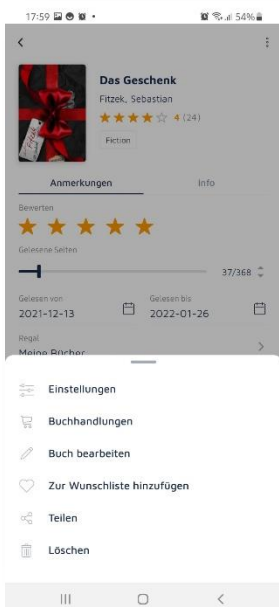 17:59 54%
Das Geschenk
Fitzek, Sebastian
4 (24)
Fiction
Fitzek
Anmerkungen Info
Bewerten
Gelesene Seiten
37/368
Gelesen von Gelesen bis
2021-12-13 2022-01-26
Regal
Meine Bücher
Einstellungen
Buchhandlungen
Buch bearbeiten
Zur Wunschliste hinzufügen
Teilen
Löschen